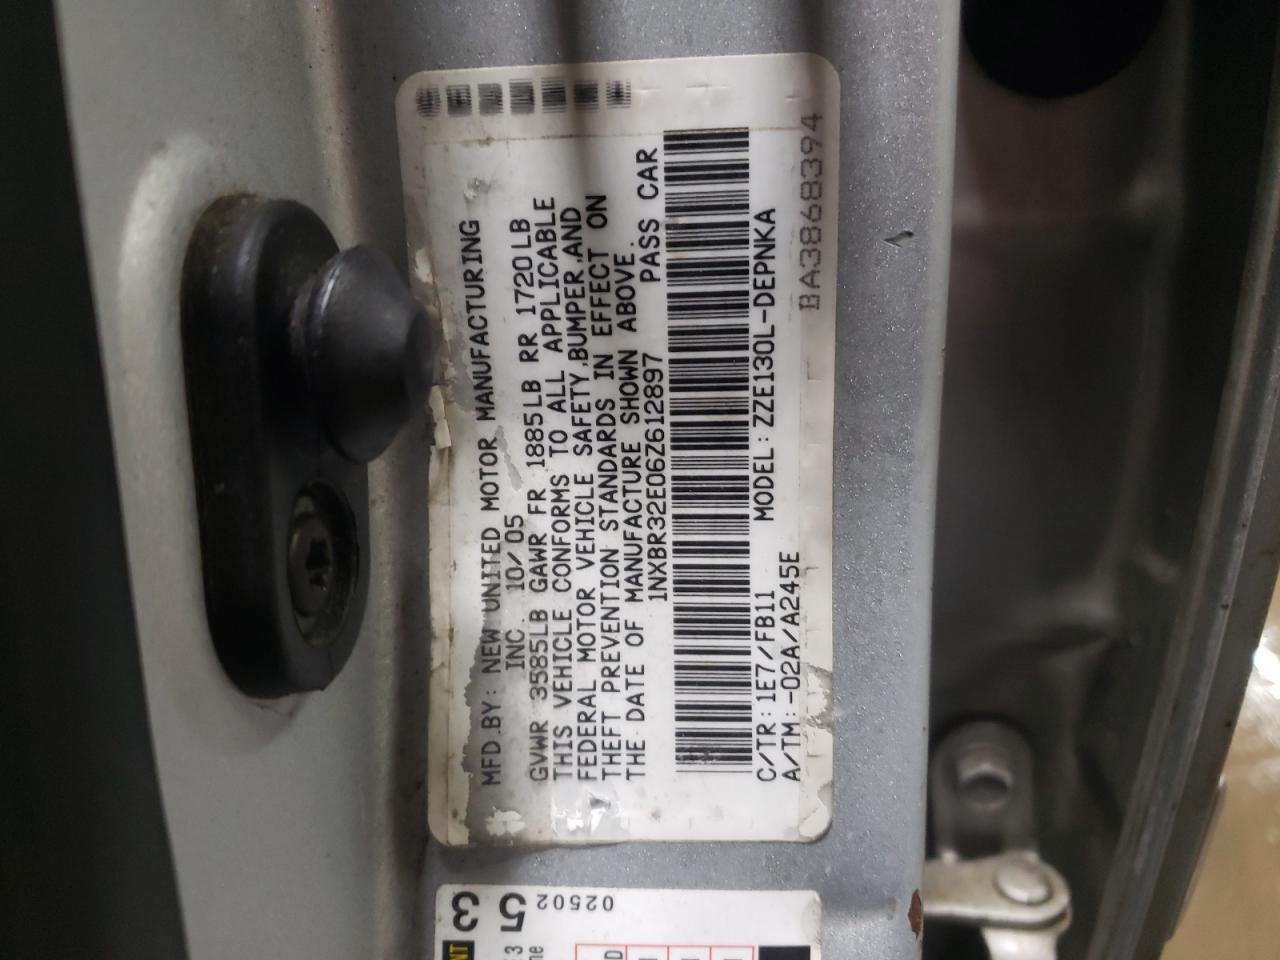 MFD.BY: NEW UNITED MOTOR MANUFACTURING
INC. 10/05
GVWR 3585LB GAWR FR 1885LB RR 1720LB
THIS VEHICLE CONFORMS TO ALL APPLICABLE
FEDERAL MOTOR VEHICLE SAFETY,BUMPER,AND
THEFT PREVENTION STANDARDS IN EFFECT ON
THE DATE OF MANUFACTURE SHOWN ABOVE.
1NXBR32E06Z612897 PASS CAR
C/TR:1E7/FB11 MODEL:ZZE130L-DEPNKA
A/TM:-02A/A245E
BA3868394
3
5
02502